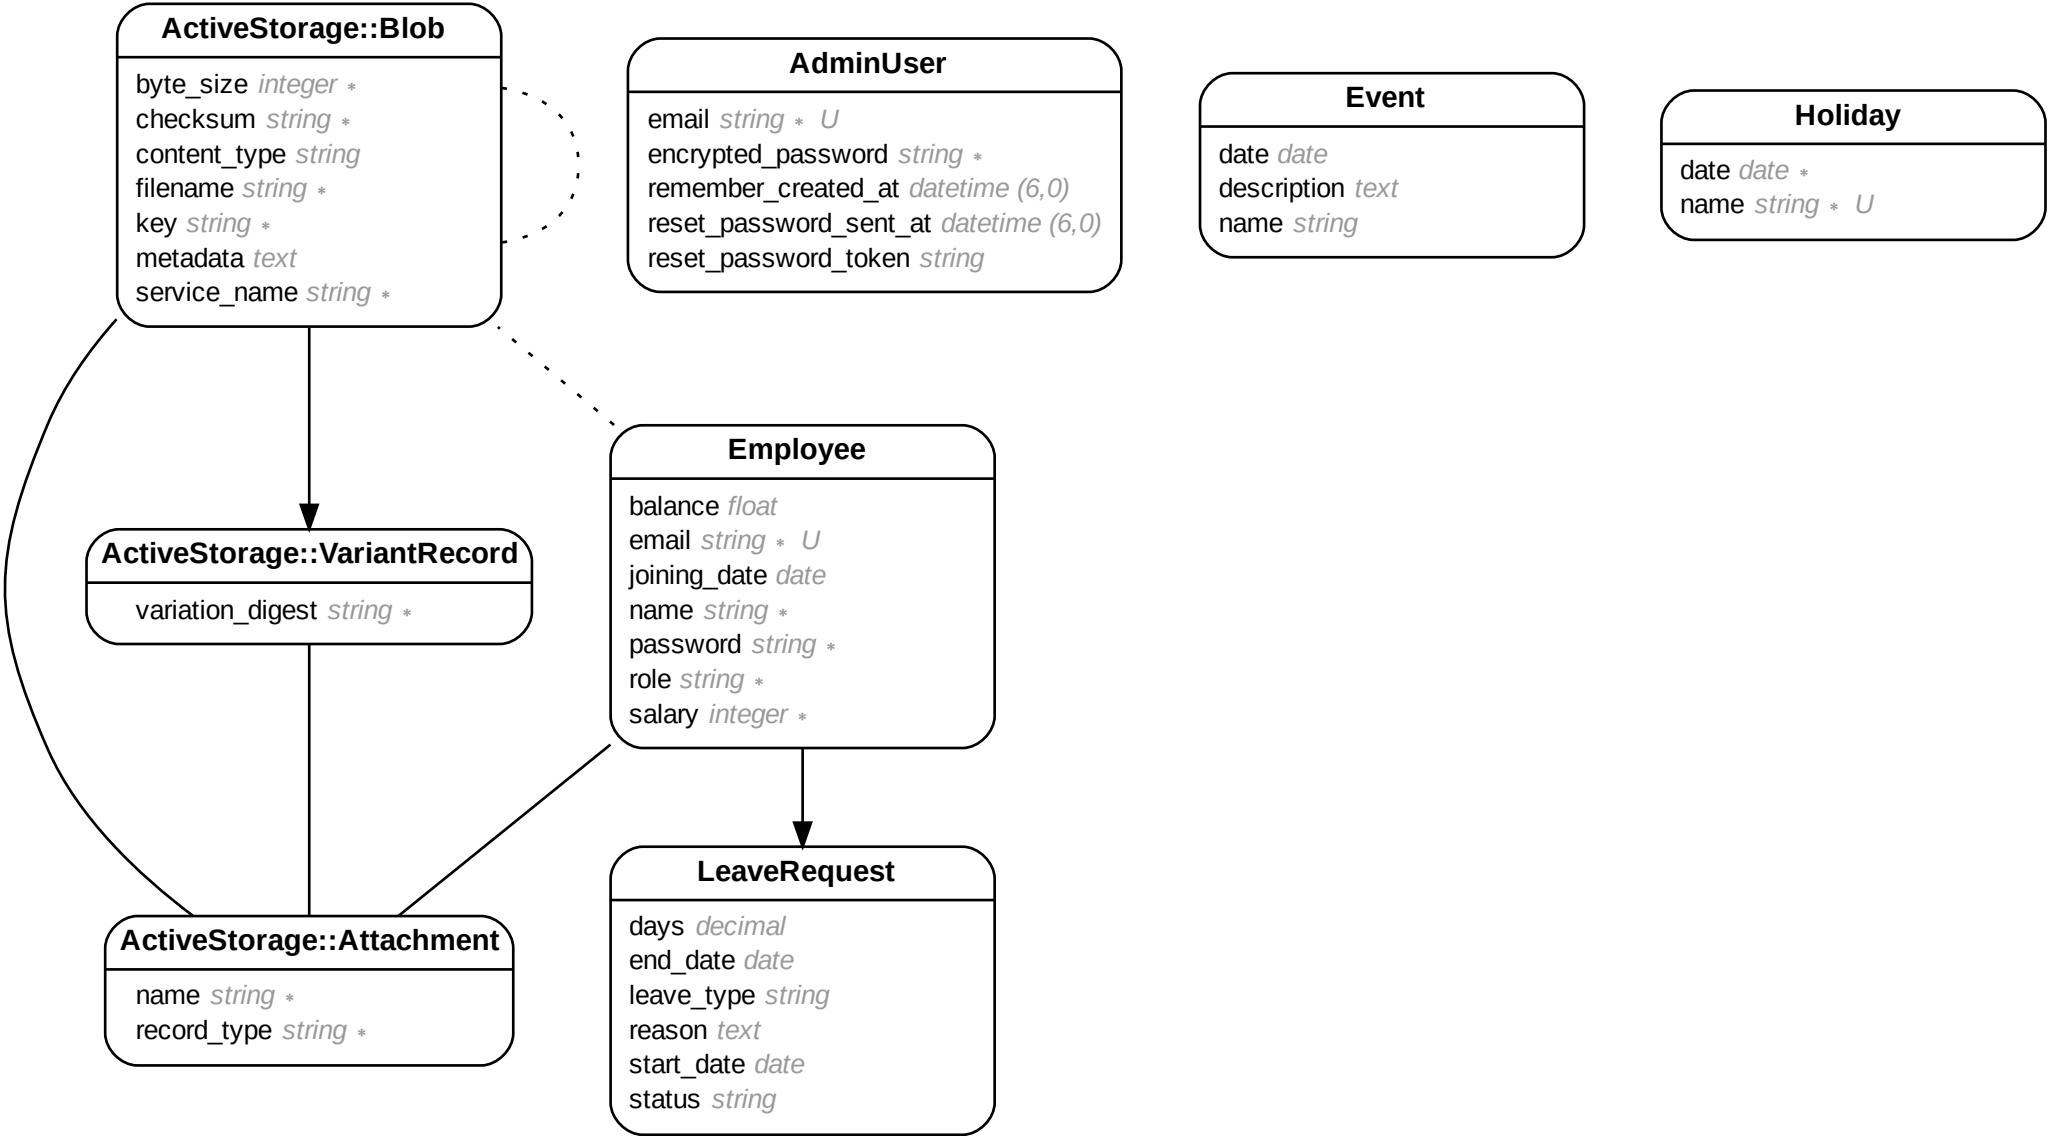 ActiveStorage::Blob
byte_size integer *
checksum string *
content_type string
filename string *
key string *
metadata text
service_name string *
AdminUser
email string * U
encrypted_password string *
remember_created_at datetime (6,0)
reset_password_sent_at datetime (6,0)
reset_password_token string
Event
date date
description text
name string
Holiday
date date *
name string * U
Employee
balance float
email string * U
joining_date date
name string *
password string *
role string *
salary integer *
ActiveStorage::VariantRecord
variation_digest string *
LeaveRequest
days decimal
end_date date
leave_type string
reason text
start_date date
status string
ActiveStorage::Attachment
name string *
record_type string *